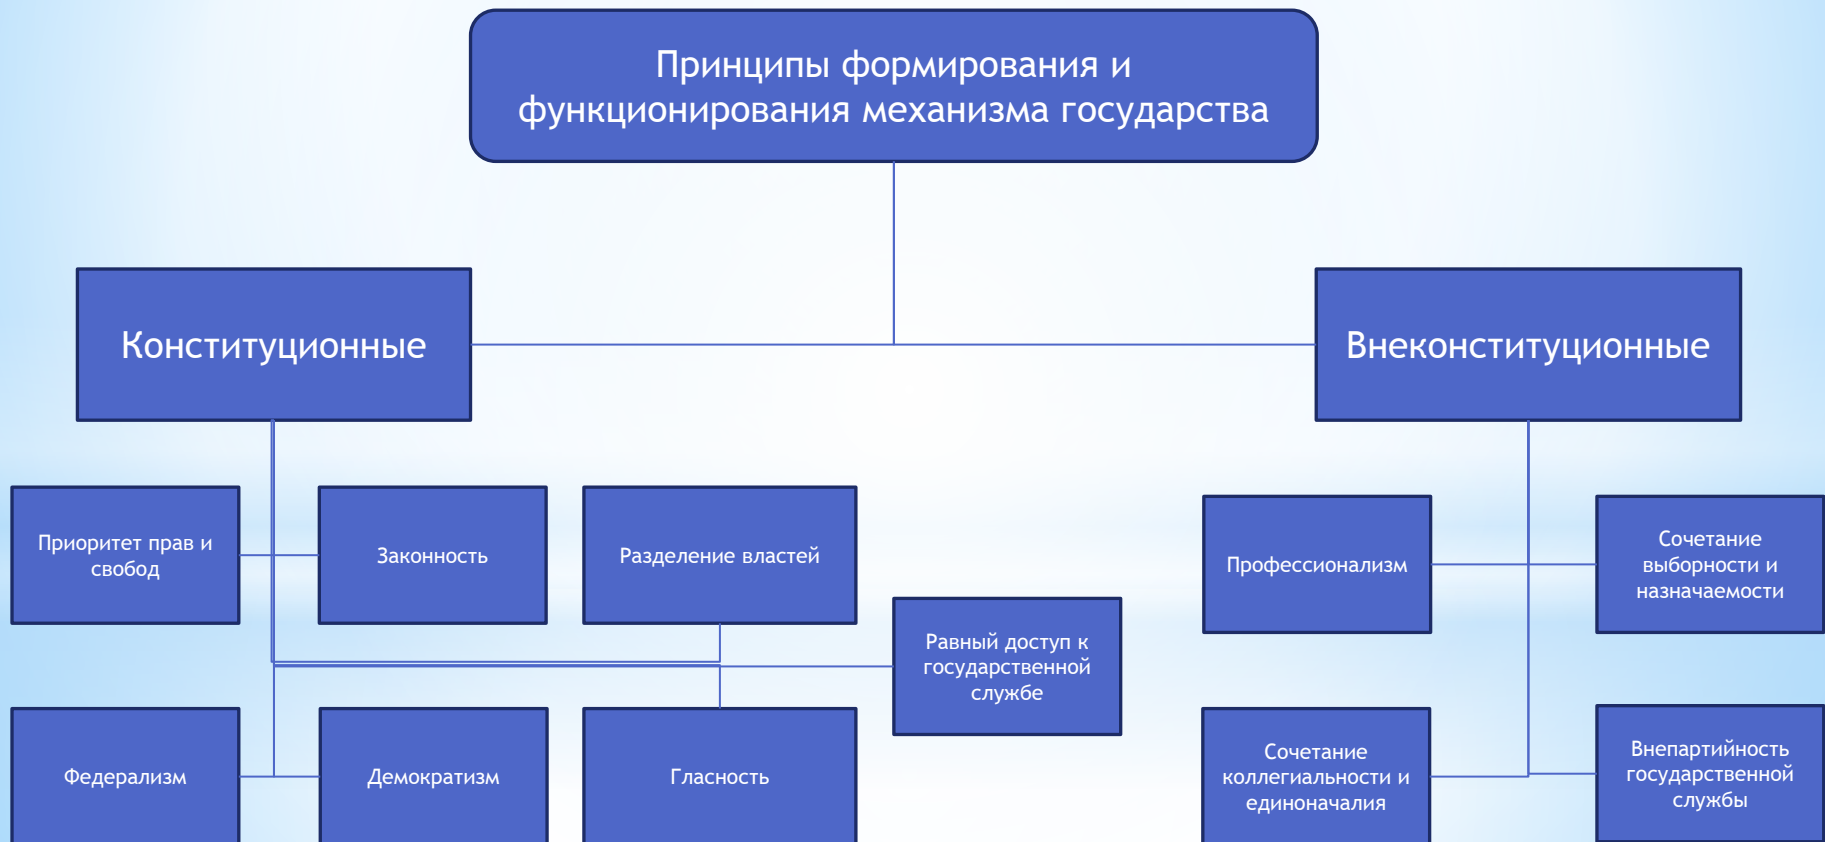 Принципы формирования и
функционирования механизма государства
Конституционные
Внеконституционные
Приоритет прав и
свобод
Законность
Разделение властей
Равный доступ к
государственной
службе
Федерализм
Демократизм
Гласность
Профессионализм
Сочетание
выборности и
назначаемости
Сочетание
коллегиальности и
единоначалия
Внепартийность
государственной
службы